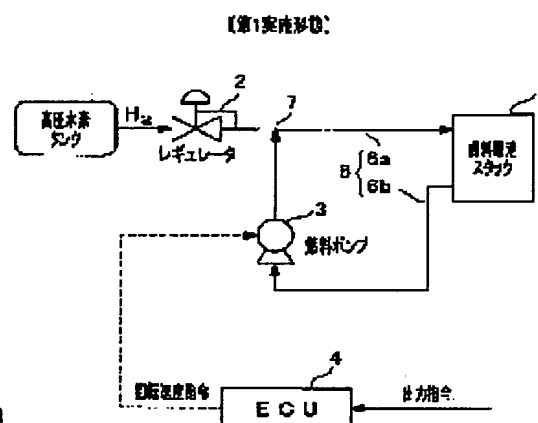 【第1実施形態】
高圧水素
タンク
H₂
2
レギュレータ
7
6a
6
6b
燃料電池
スタック
3
燃料ポンプ
4
回転速度指令
ECU
出力指令